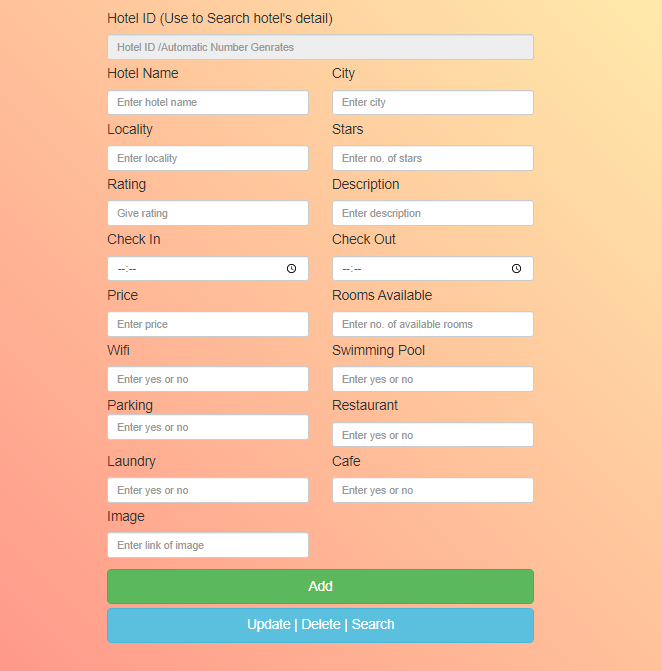 Hotel ID (Use to Search hotel's detail)
Hotel ID /Automatic Number Genrates
Hotel Name City
Enter hotel name Enter city
Locality Stars
Enter locality Enter no. of stars
Rating Description
Give rating Enter description
Check In Check Out
--:-- --:--
Price Rooms Available
Enter price Enter no. of available rooms
Wifi Swimming Pool
Enter yes or no Enter yes or no
Parking Restaurant
Enter yes or no Enter yes or no
Laundry Cafe
Enter yes or no Enter yes or no
Image
Enter link of image
Add
Update | Delete | Search